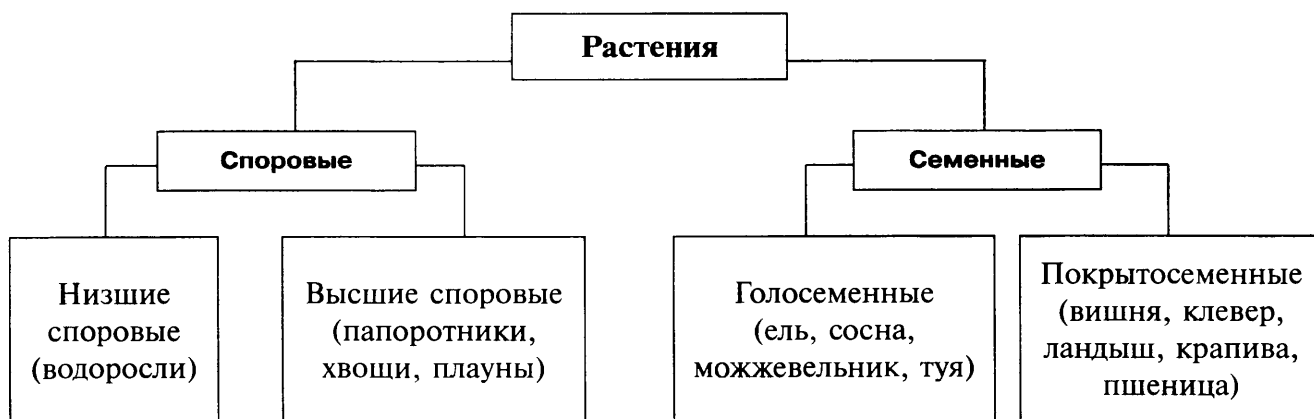 Растения
Споровые
Семенные
Низшие
споровые
(водоросли)
Высшие споровые
(папоротники,
хвощи, плауны)
Голосеменные
(ель, сосна,
можжевельник, туя)
Покрытосеменные
(вишня, клевер,
ландыш, крапива,
пшеница)